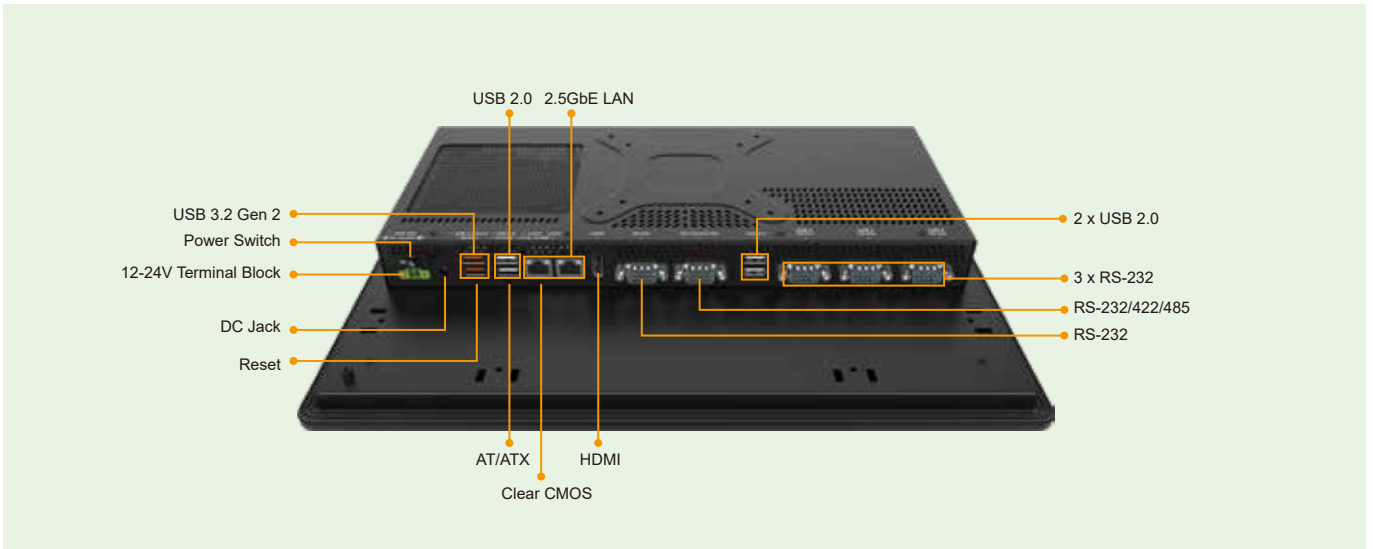 USB 2.0 2.5GbE LAN
USB 3.2 Gen 2
Power Switch
12-24V Terminal Block
DC Jack
Reset
2 x USB 2.0
3 x RS-232
RS-232/422/485
RS-232
AT/ATX HDMI
Clear CMOS